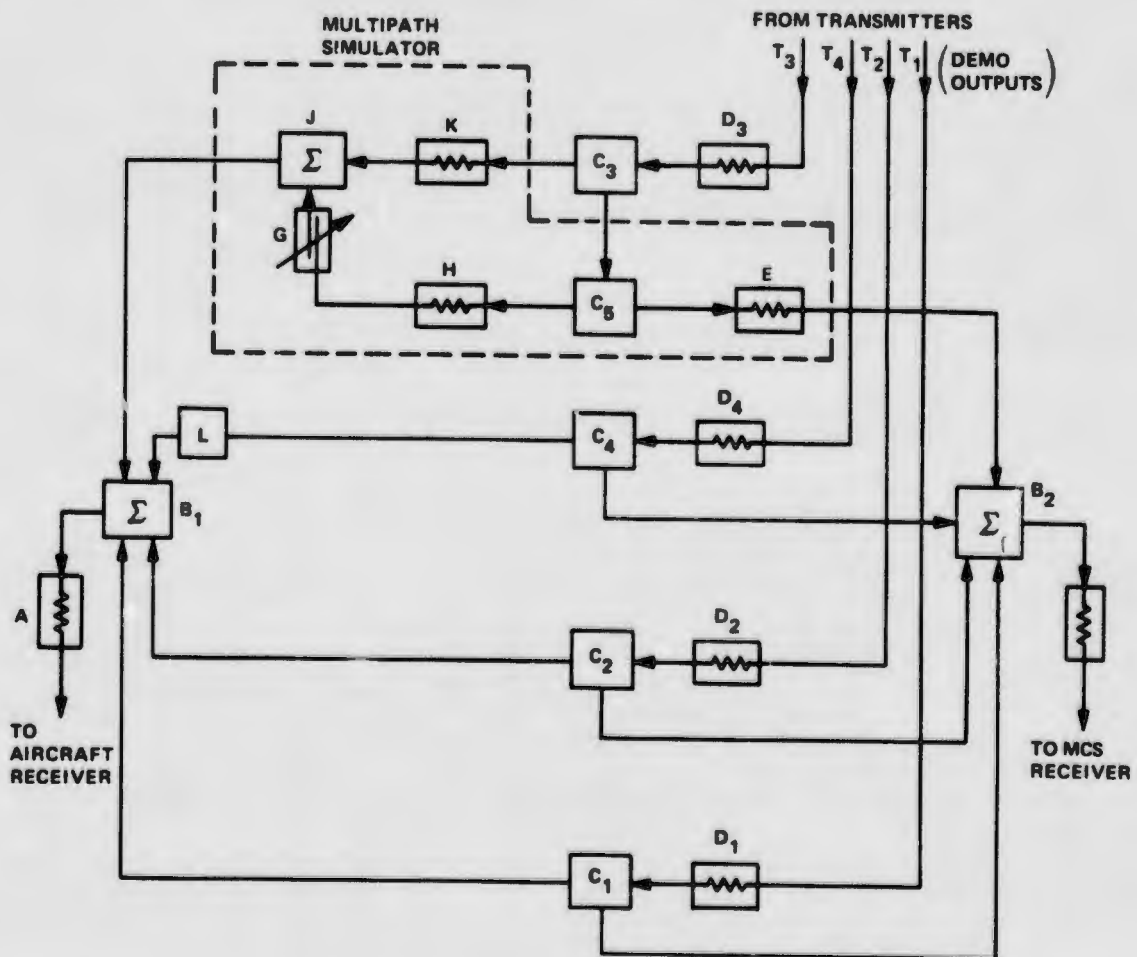 MULTIPATH
SIMULATOR
FROM TRANSMITTERS
T3 T4 T2 T1 (DEMO
OUTPUTS)
J
K
D3
Σ
C3
G
H
E
C5
D4
L
C4
B2
Σ
B1
Σ
A
D2
C2
TO
AIRCRAFT
RECEIVER
TO MCS
RECEIVER
D1
C1